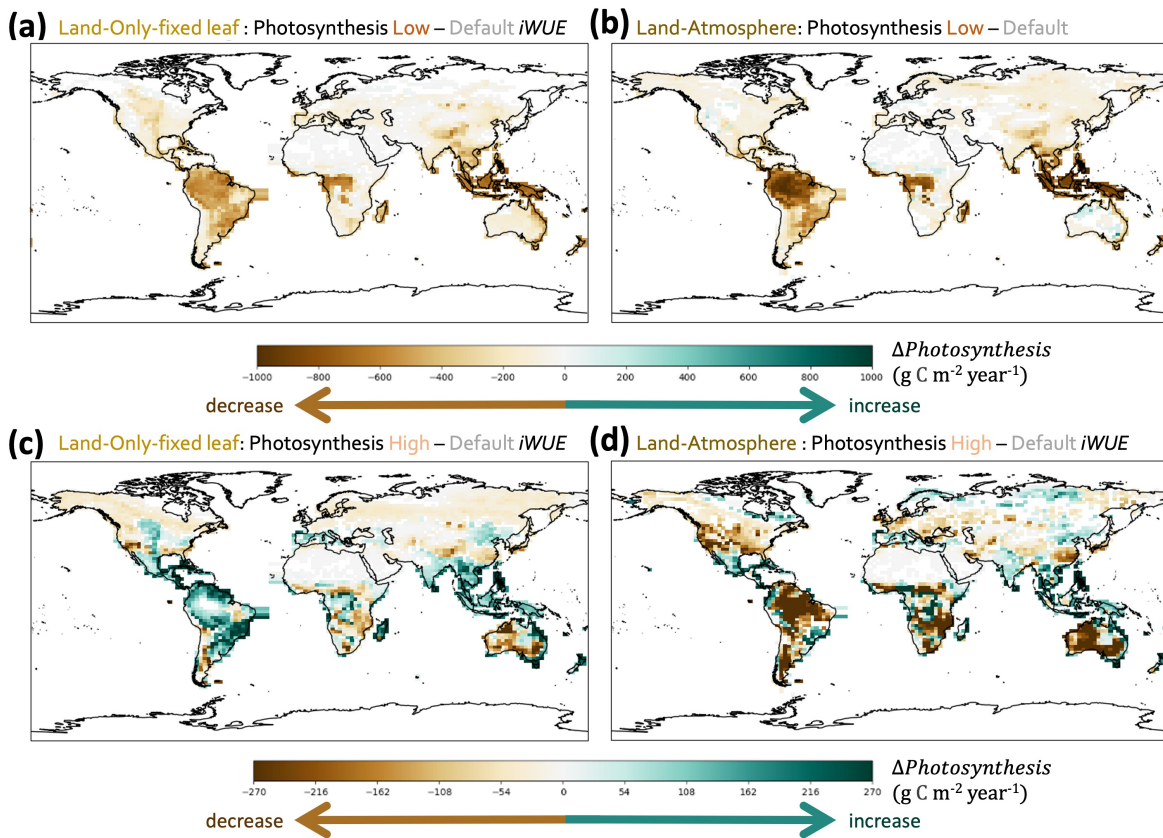 (a) Land-Only-fixed leaf : Photosynthesis Low – Default iWUE
(b) Land-Atmosphere: Photosynthesis Low – Default
-1000 -800 -600 -400 -200 0 200 400 600 800 1000
ΔPhotosynthesis
(g C m⁻² year⁻¹)
decrease increase
(c) Land-Only-fixed leaf: Photosynthesis High – Default iWUE
(d) Land-Atmosphere : Photosynthesis High – Default iWUE
-270 -216 -162 -108 -54 0 54 108 162 216 270
ΔPhotosynthesis
(g C m⁻² year⁻¹)
decrease increase